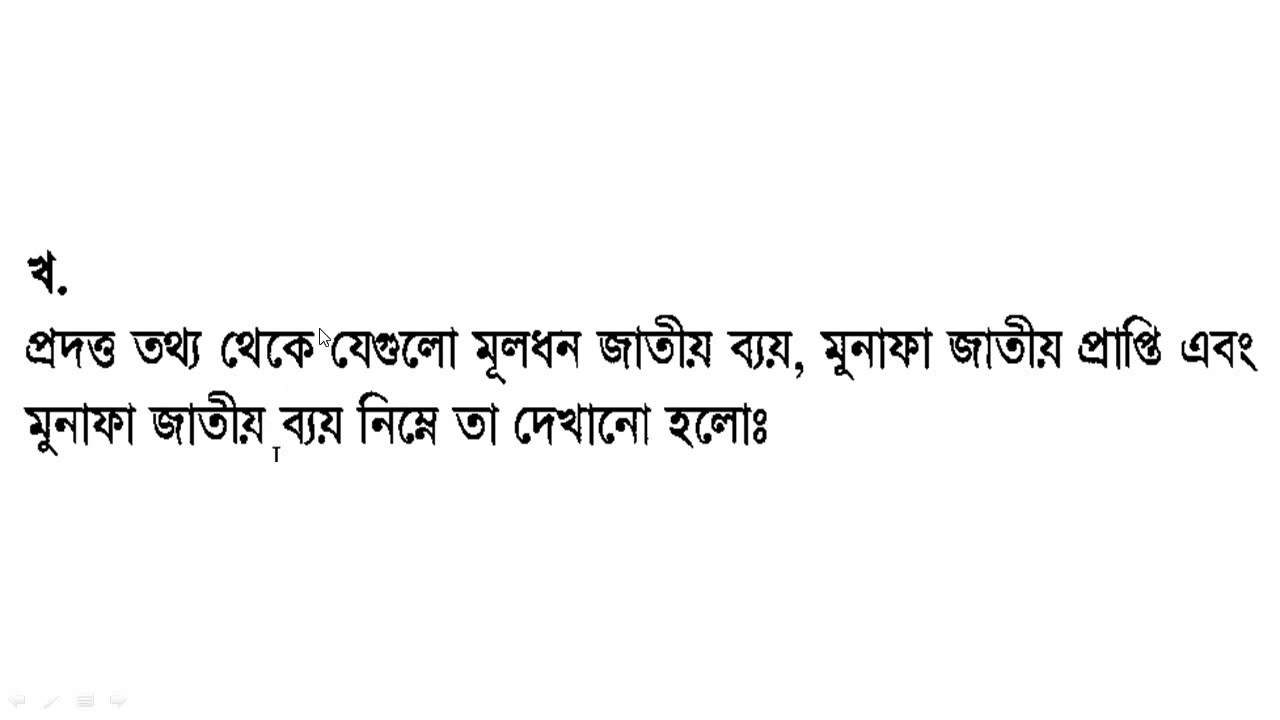 খ.
প্রদত্ত তথ্য থেকে যেগুলো মূলধন জাতীয় ব্যয়, মুনাফা জাতীয় প্রাপ্তি এবং
মুনাফা জাতীয় ব্যয় নিম্নে তা দেখানো হলোঃ